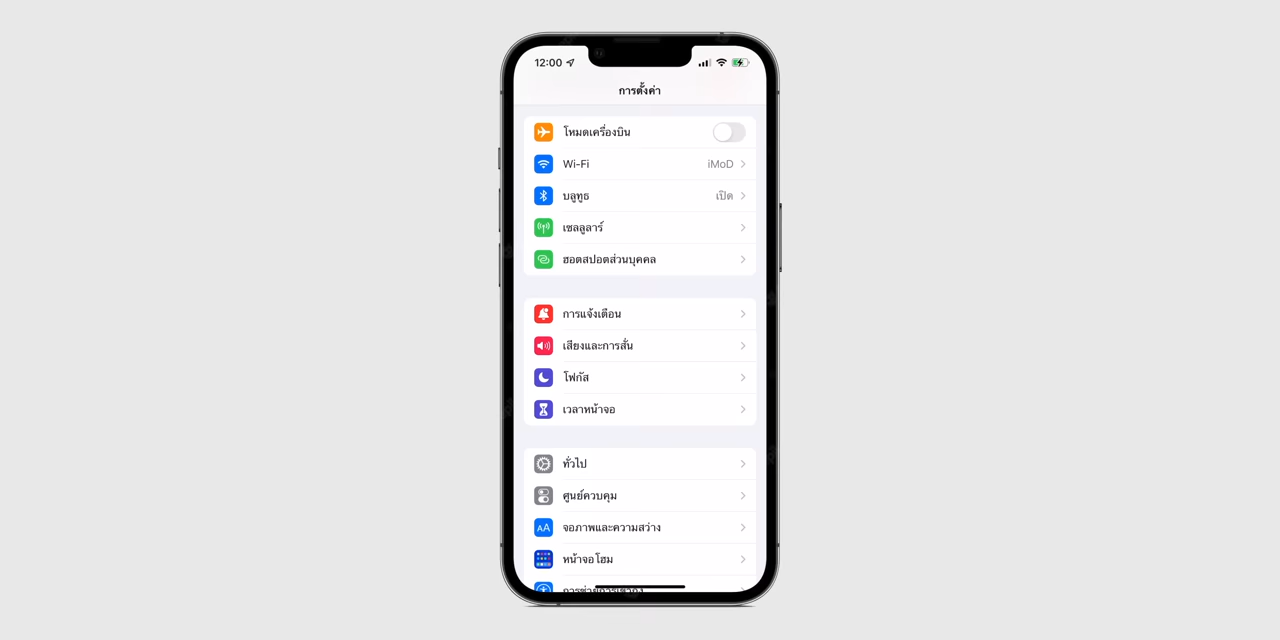 12:00
การตั้งค่า
โหมดเครื่องบิน
Wi-Fi iMoD
บลูทูธ เปิด
เซลลูลาร์
ฮอตสปอตส่วนบุคคล
การแจ้งเตือน
เสียงและการสั่น
โฟกัส
เวลาหน้าจอ
ทั่วไป
ศูนย์ควบคุม
AA จอภาพและความสว่าง
หน้าจอโฮม